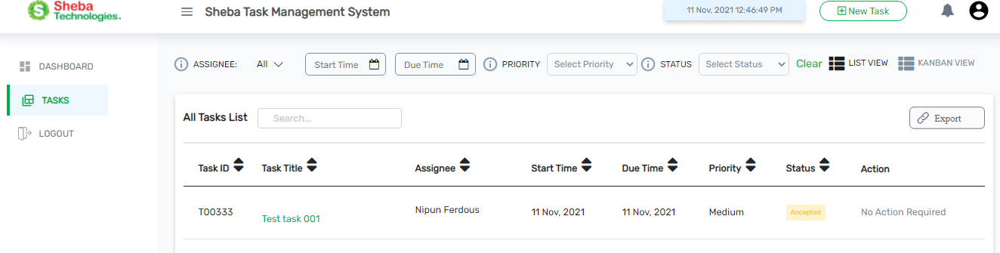 Sheba
Technologies.
Sheba Task Management System
11 Nov, 2021 12:46:49 PM
New Task
DASHBOARD
TASKS
LOGOUT
ASSIGNEE: All Start Time Due Time PRIORITY Select Priority STATUS Select Status Clear LIST VIEW KANBAN VIEW
All Tasks List Search... Export
Task ID Task Title Assignee Start Time Due Time Priority Status Action
T00333 Test task 001 Nipun Ferdous 11 Nov, 2021 11 Nov, 2021 Medium Accepted No Action Required